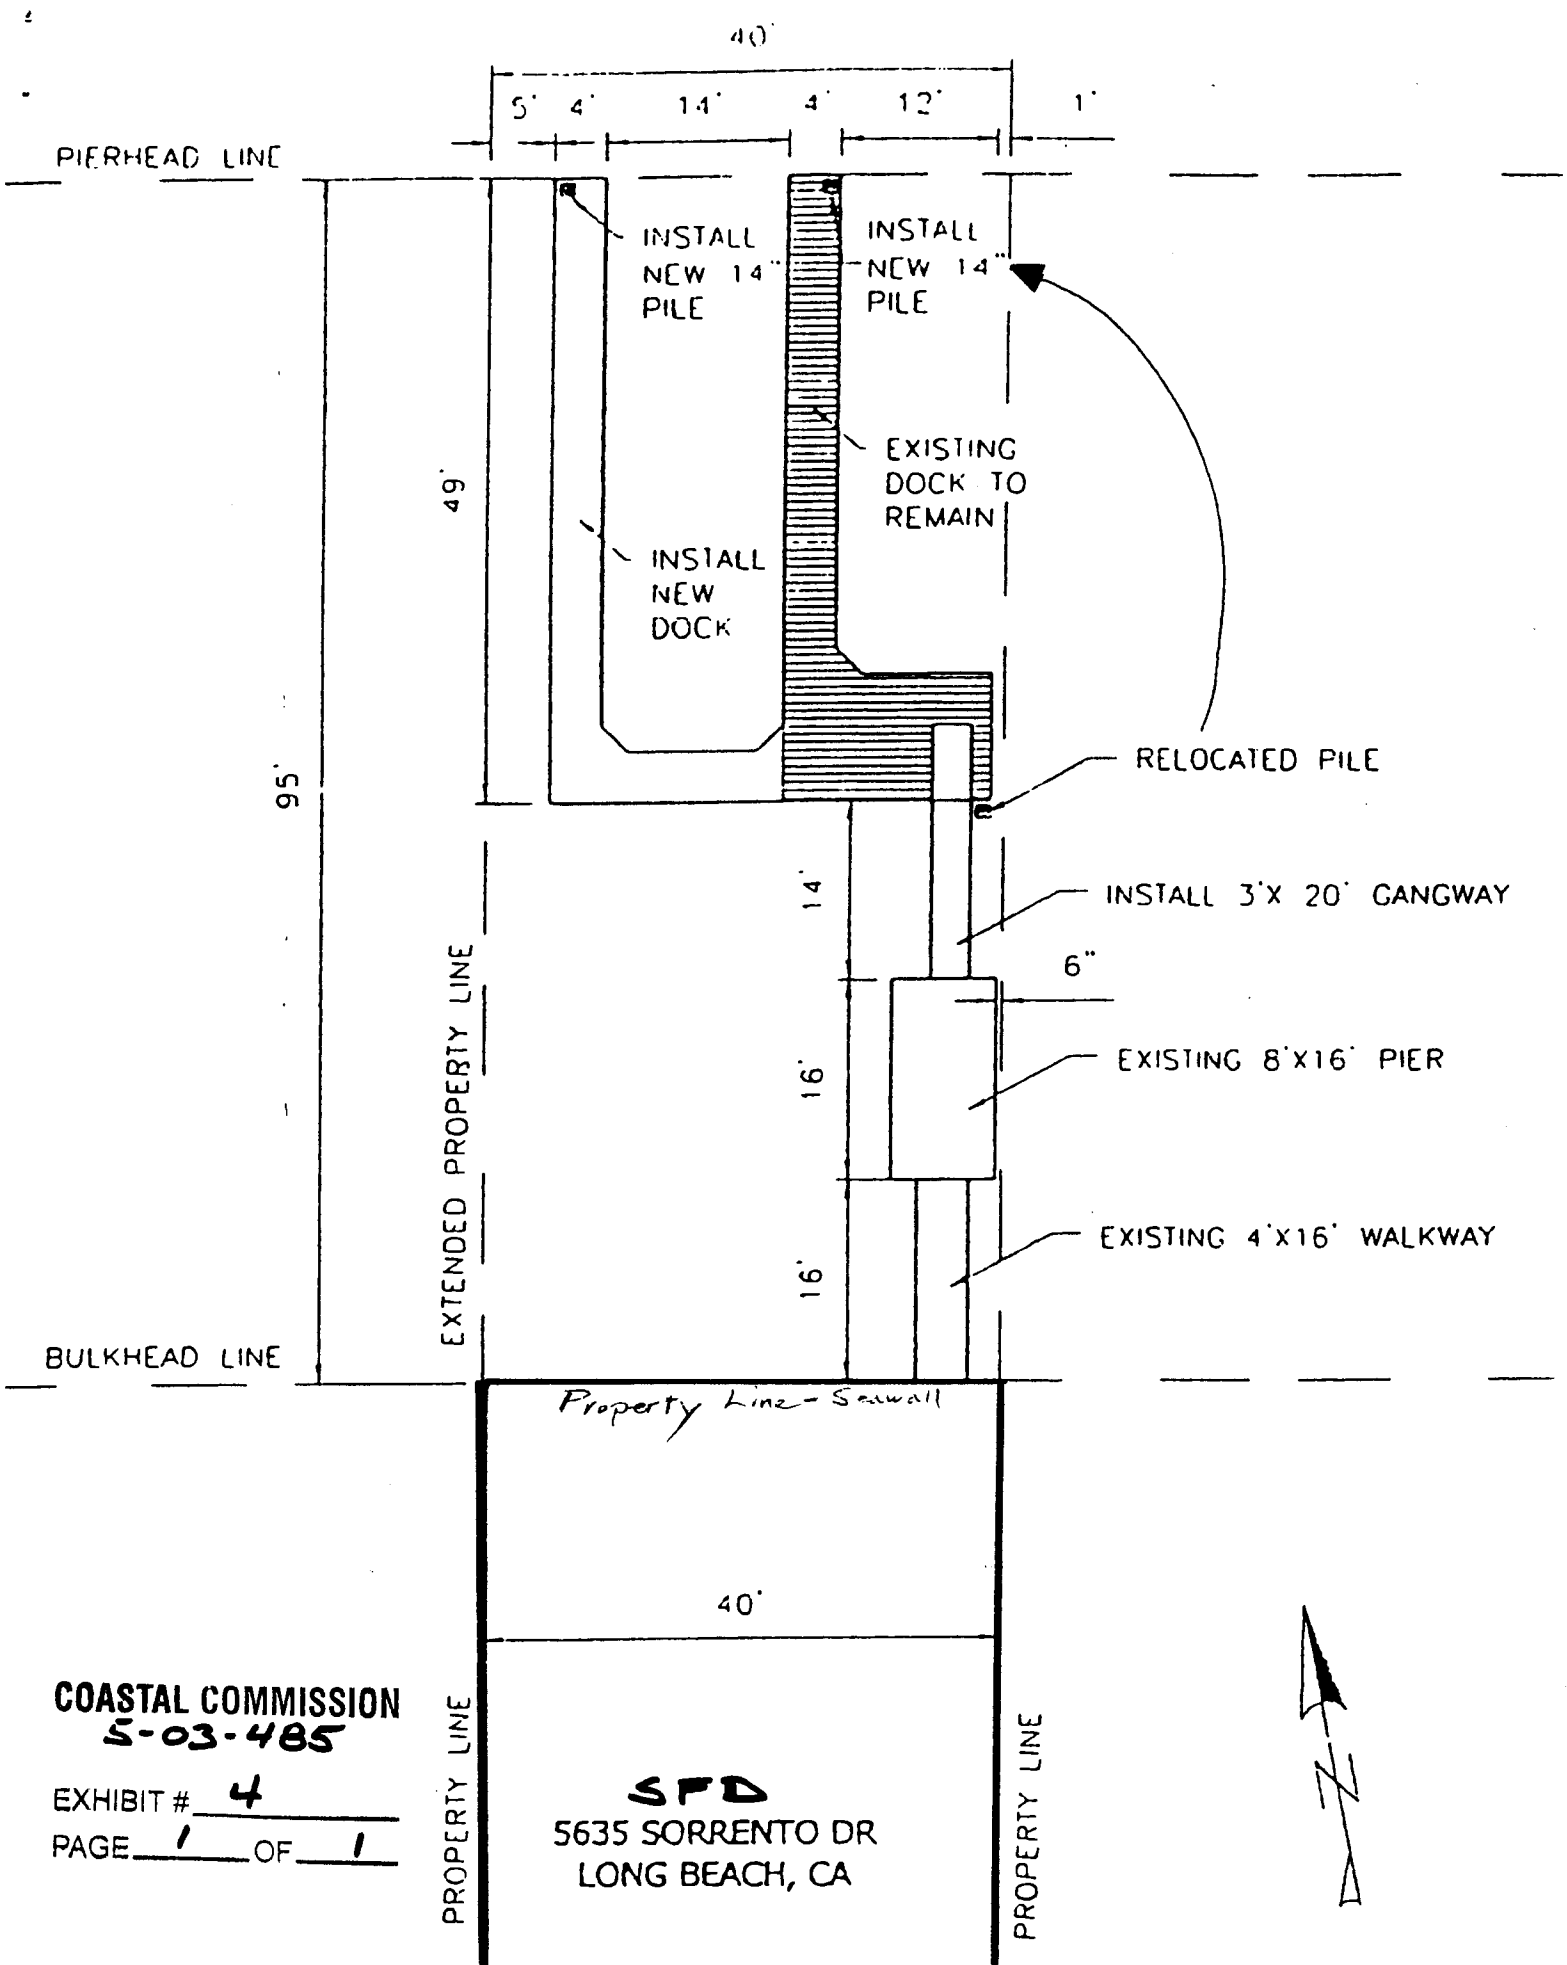 40'
5' 4' 14' 4' 12' 1'
PIERHEAD LINE
INSTALL
NEW 14"
PILE
INSTALL
NEW 14"
PILE
EXISTING
DOCK TO
REMAIN
49'
INSTALL
NEW
DOCK
95'
RELOCATED PILE
14'
INSTALL 3'X 20' GANGWAY
6"
EXTENDED PROPERTY LINE
16'
EXISTING 8'X16' PIER
16'
EXISTING 4'X16' WALKWAY
BULKHEAD LINE
Property Line - Seawall
40'
COASTAL COMMISSION
5-03-485
EXHIBIT # 4
PAGE 1 OF 1
PROPERTY LINE
SFD
5635 SORRENTO DR
LONG BEACH, CA
PROPERTY LINE
N